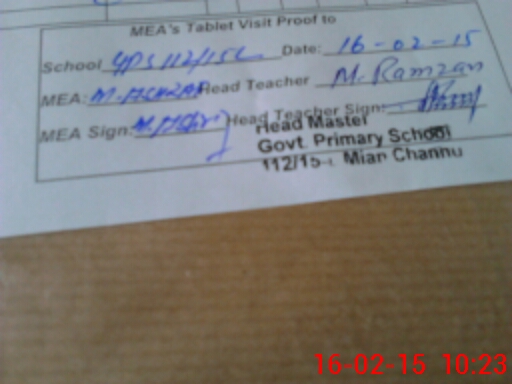 MEA's Tablet Visit Proof to
School GPS 112/15L Date: 16-02-15
MEA: Head Teacher M. Ramzan
MEA Sign: Head Teacher Sign:
Head Master
Govt. Primary School
112/15-L Mian Channu
16-02-15 10:23